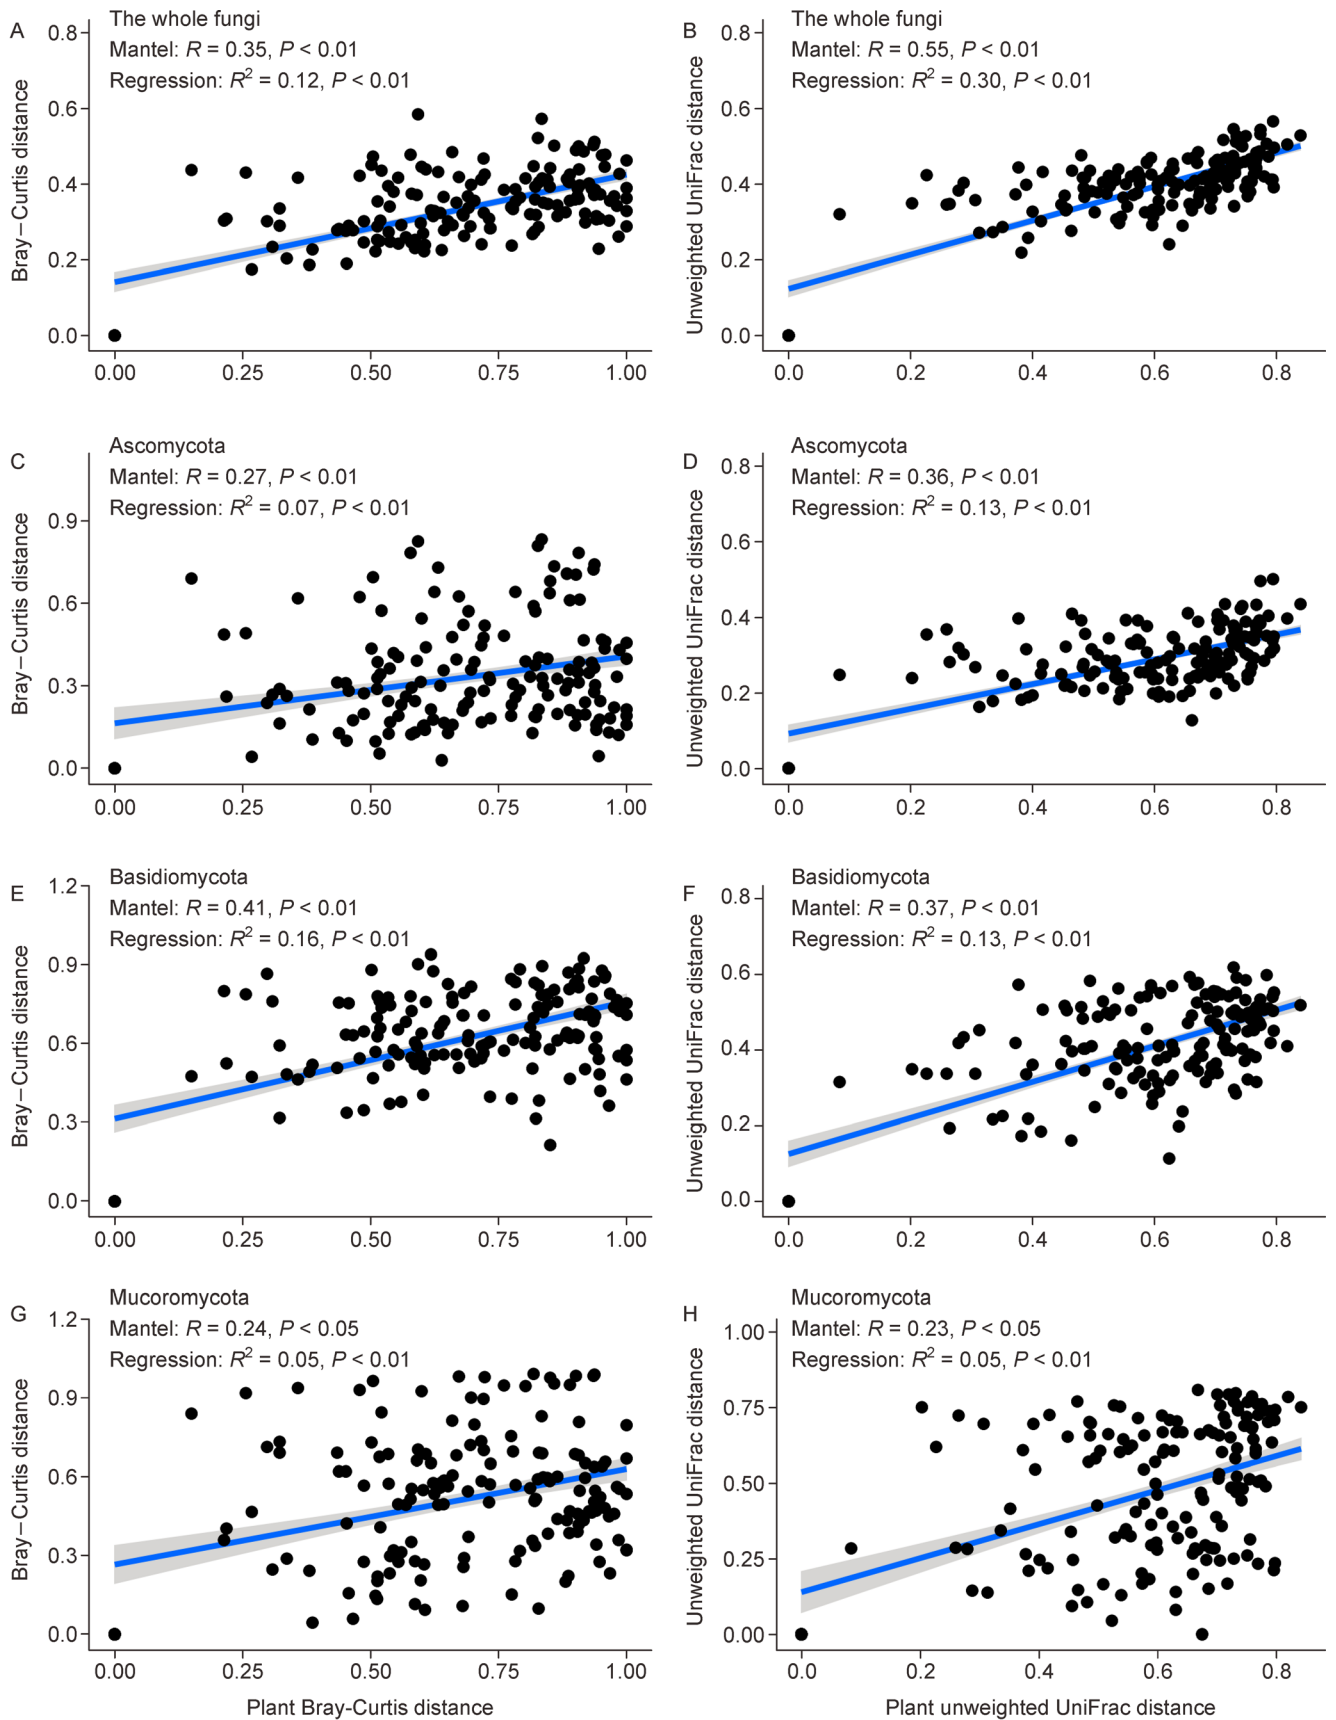 A
The whole fungi
Mantel: R = 0.35, P < 0.01
Regression: R² = 0.12, P < 0.01
Bray–Curtis distance
0.8
0.6
0.4
0.2
0.0
0.00 0.25 0.50 0.75 1.00
B
The whole fungi
Mantel: R = 0.55, P < 0.01
Regression: R² = 0.30, P < 0.01
Unweighted UniFrac distance
0.8
0.6
0.4
0.2
0.0
0.0 0.2 0.4 0.6 0.8
C
Ascomycota
Mantel: R = 0.27, P < 0.01
Regression: R² = 0.07, P < 0.01
Bray–Curtis distance
0.9
0.6
0.3
0.0
0.00 0.25 0.50 0.75 1.00
D
Ascomycota
Mantel: R = 0.36, P < 0.01
Regression: R² = 0.13, P < 0.01
Unweighted UniFrac distance
0.8
0.6
0.4
0.2
0.0
0.0 0.2 0.4 0.6 0.8
E
Basidiomycota
Mantel: R = 0.41, P < 0.01
Regression: R² = 0.16, P < 0.01
Bray–Curtis distance
1.2
0.9
0.6
0.3
0.0
0.00 0.25 0.50 0.75 1.00
F
Basidiomycota
Mantel: R = 0.37, P < 0.01
Regression: R² = 0.13, P < 0.01
Unweighted UniFrac distance
0.8
0.6
0.4
0.2
0.0
0.0 0.2 0.4 0.6 0.8
G
Mucoromycota
Mantel: R = 0.24, P < 0.05
Regression: R² = 0.05, P < 0.01
Bray–Curtis distance
1.2
0.9
0.6
0.3
0.0
0.00 0.25 0.50 0.75 1.00
Plant Bray-Curtis distance
H
Mucoromycota
Mantel: R = 0.23, P < 0.05
Regression: R² = 0.05, P < 0.01
Unweighted UniFrac distance
1.00
0.75
0.50
0.25
0.00
0.0 0.2 0.4 0.6 0.8
Plant unweighted UniFrac distance